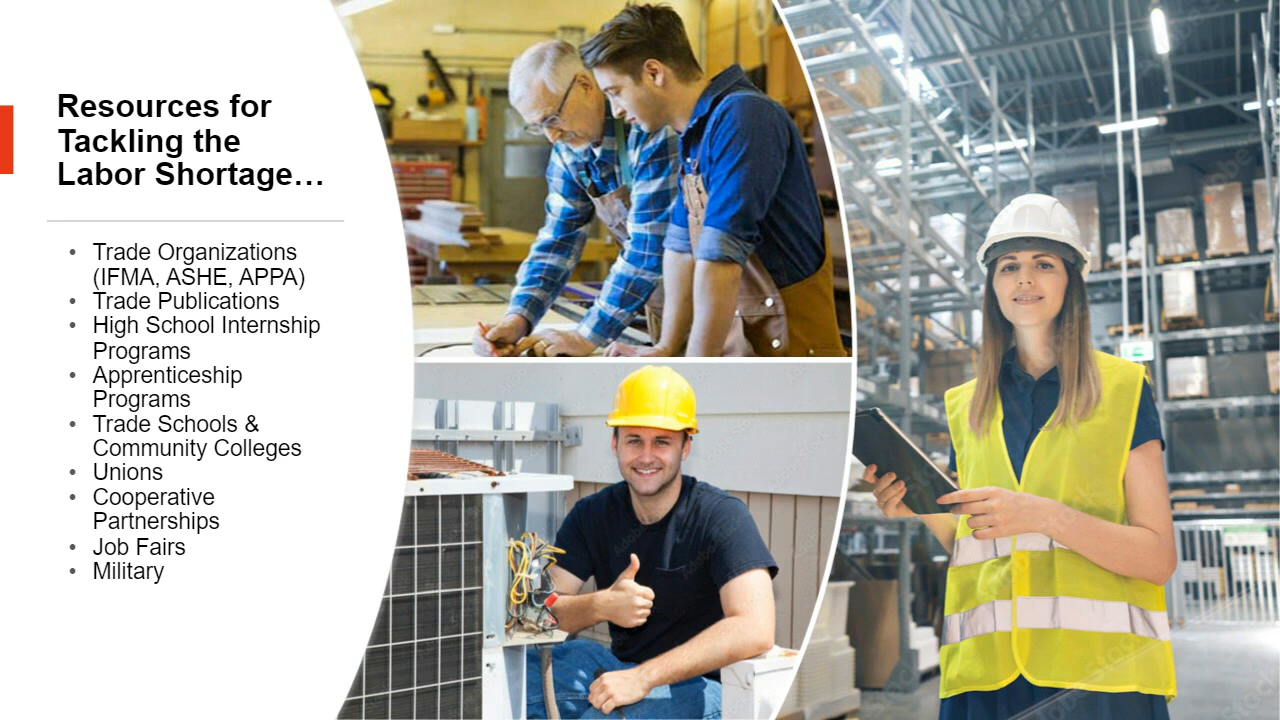 Resources for
Tackling the
Labor Shortage…
• Trade Organizations
(IFMA, ASHE, APPA)
• Trade Publications
• High School Internship
Programs
• Apprenticeship
Programs
• Trade Schools &
Community Colleges
• Unions
• Cooperative
Partnerships
• Job Fairs
• Military